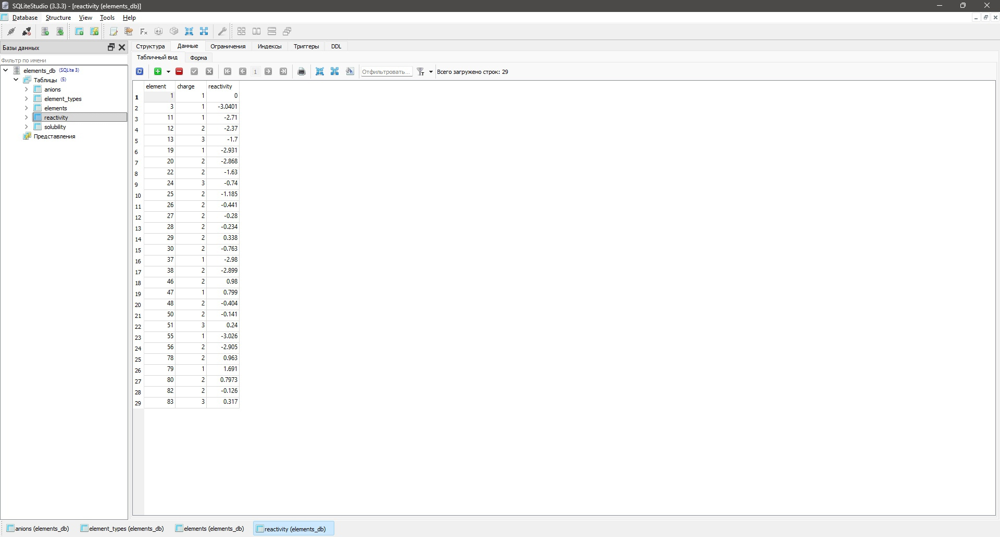 SQLiteStudio (3.3.3) - [reactivity (elements_db)]
Database Structure View Tools Help
Базы данных
Фильтр по имени
elements_db (SQLite 3)
Таблицы (5)
anions
element_types
elements
reactivity
solubility
Представления
Структура Данные Ограничения Индексы Триггеры DDL
Табличный вид Форма
1 Отфильтровать... Всего загружено строк: 29
element charge reactivity
1 1 1 0
2 3 1 -3.0401
3 11 1 -2.71
4 12 2 -2.37
5 13 3 -1.7
6 19 1 -2.931
7 20 2 -2.868
8 22 2 -1.63
9 24 3 -0.74
10 25 2 -1.185
11 26 2 -0.441
12 27 2 -0.28
13 28 2 -0.234
14 29 2 0.338
15 30 2 -0.763
16 37 1 -2.98
17 38 2 -2.899
18 46 2 0.98
19 47 1 0.799
20 48 2 -0.404
21 50 2 -0.141
22 51 3 0.24
23 55 1 -3.026
24 56 2 -2.905
25 78 2 0.963
26 79 1 1.691
27 80 2 0.7973
28 82 2 -0.126
29 83 3 0.317
anions (elements_db) element_types (elements_db) elements (elements_db) reactivity (elements_db)